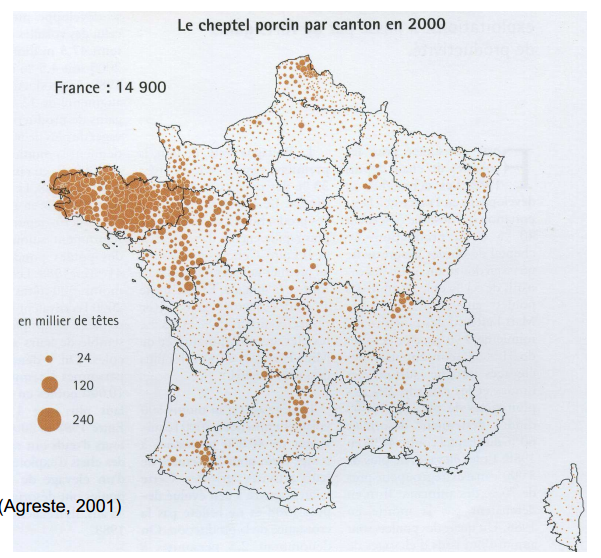 Le cheptel porcin par canton en 2000
France : 14 900
en millier de têtes
24
120
240
(Agreste, 2001)